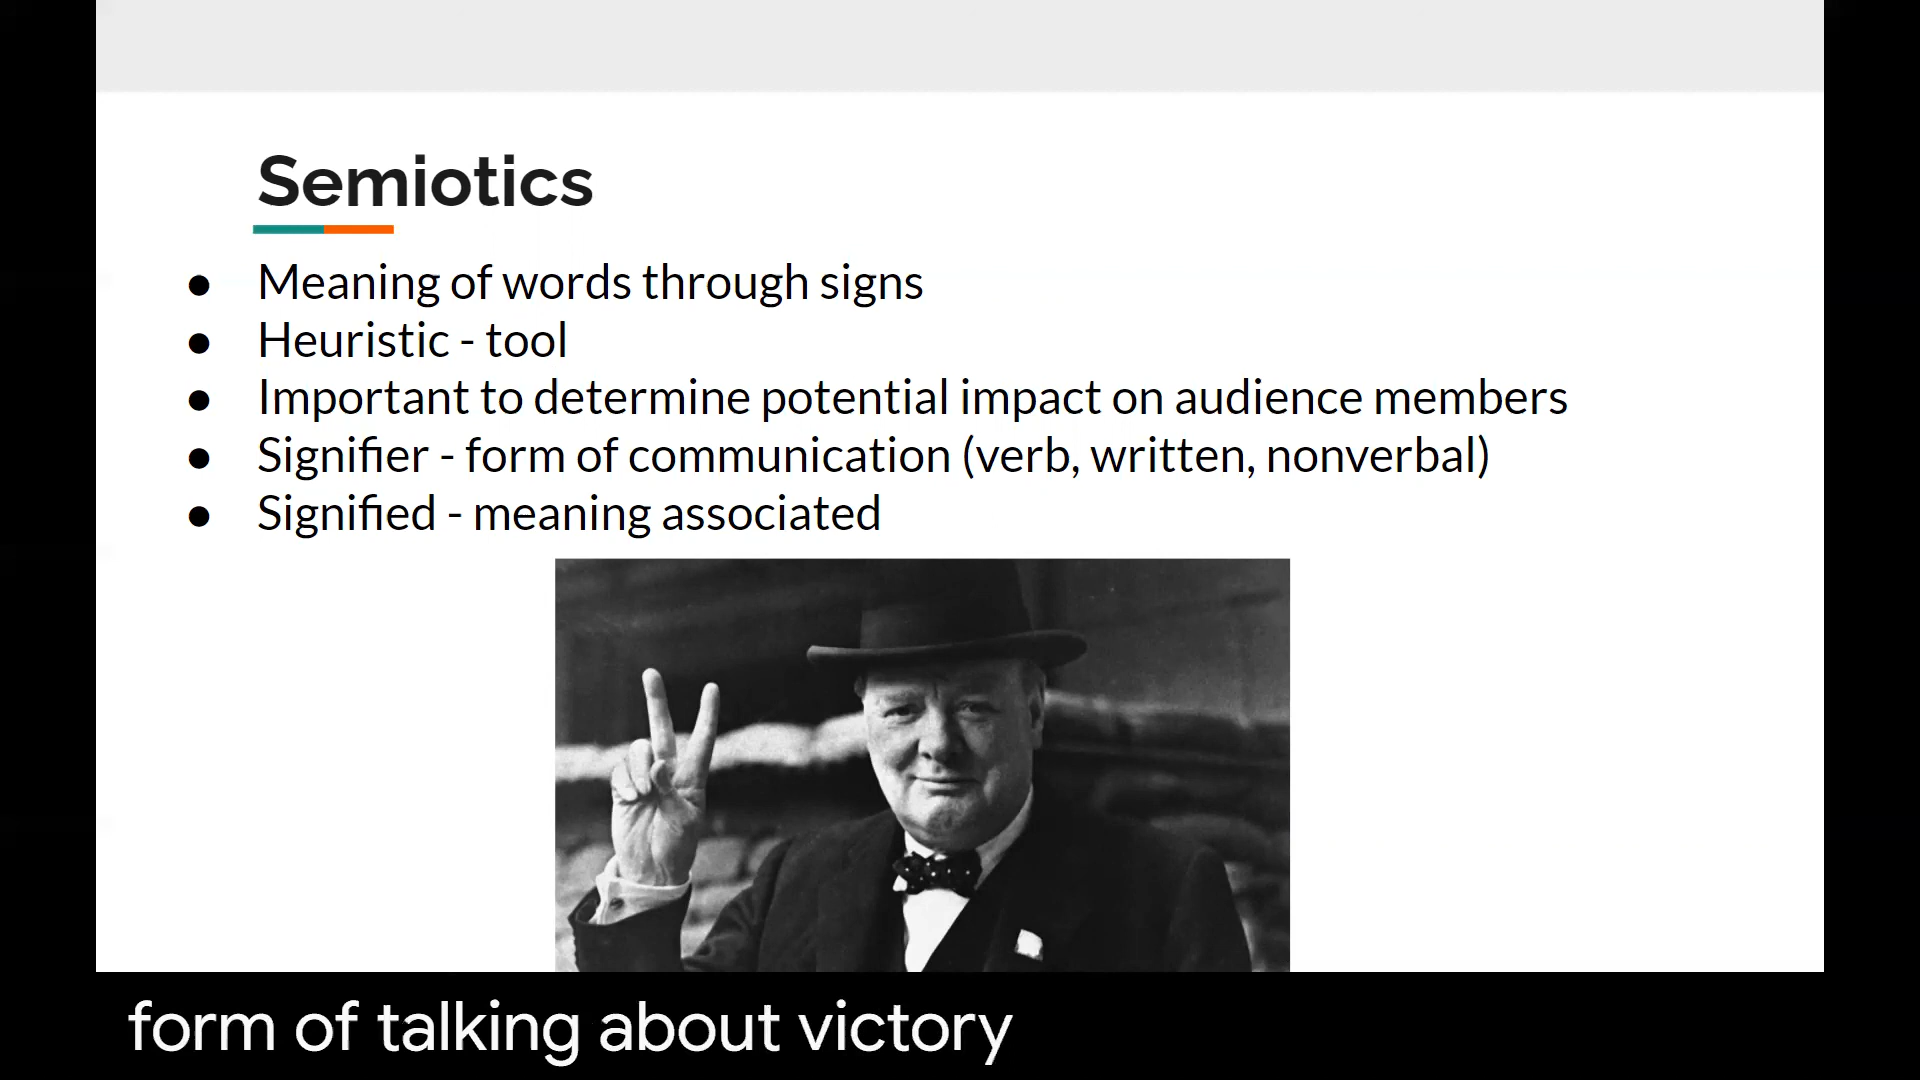 Semiotics
● Meaning of words through signs
● Heuristic - tool
● Important to determine potential impact on audience members
● Signifier - form of communication (verb, written, nonverbal)
● Signified - meaning associated
form of talking about victory